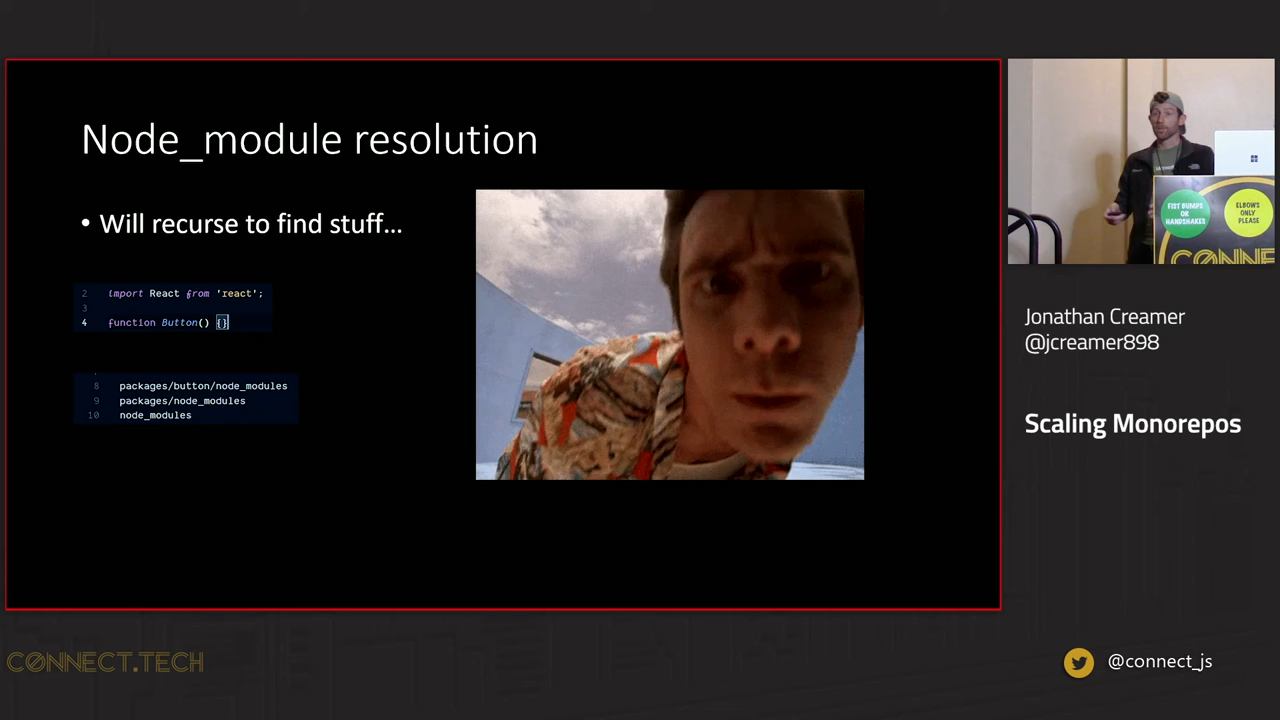 Node_module resolution
• Will recurse to find stuff...
2 import React from 'react';
3
4 function Button() {}
8 packages/button/node_modules
9 packages/node_modules
10 node_modules
FIST BUMPS
OR
HANDSHAKES
ELBOWS
ONLY
PLEASE
CONNE
Jonathan Creamer
@jcreamer898
Scaling Monorepos
CONNECT.TECH
@connect_js